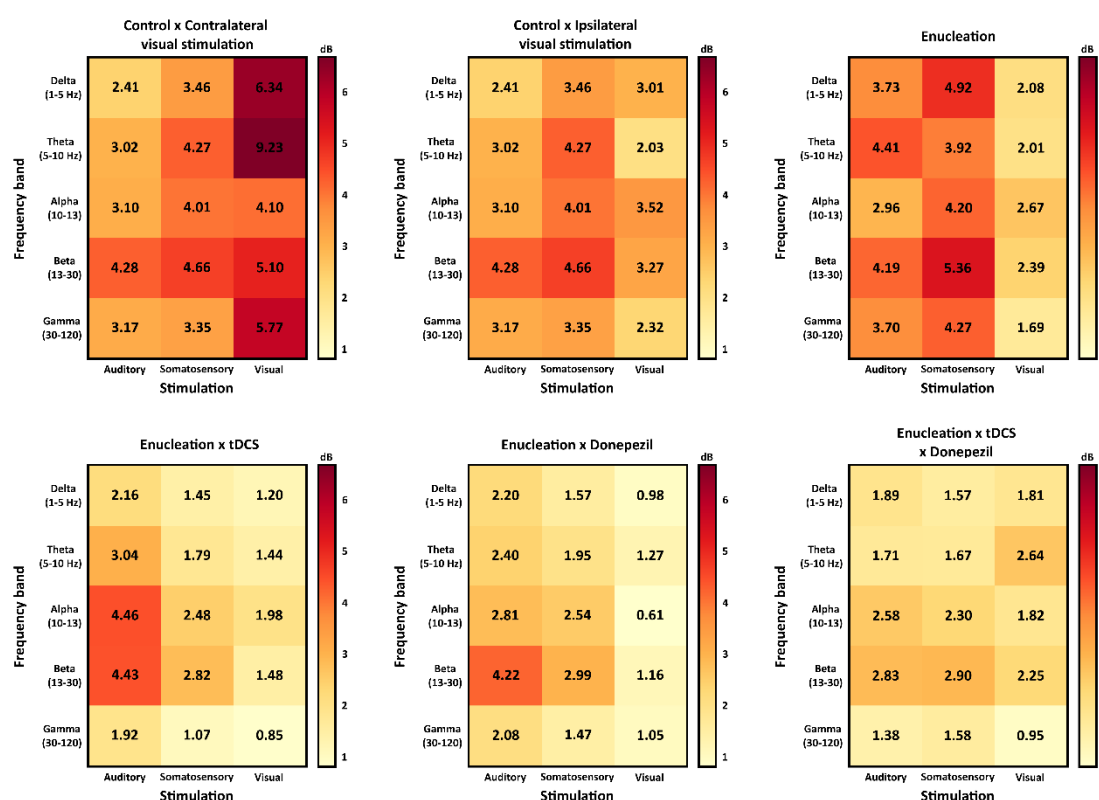 Control x Contralateral
visual stimulation
dB
Frequency band
Delta
(1-5 Hz)
2.41 3.46 6.34
Theta
(5-10 Hz)
3.02 4.27 9.23
Alpha
(10-13)
3.10 4.01 4.10
Beta
(13-30)
4.28 4.66 5.10
Gamma
(30-120)
3.17 3.35 5.77
6
5
4
3
2
1
Auditory Somatosensory Visual
Stimulation
Control x Ipsilateral
visual stimulation
dB
Frequency band
Delta
(1-5 Hz)
2.41 3.46 3.01
Theta
(5-10 Hz)
3.02 4.27 2.03
Alpha
(10-13)
3.10 4.01 3.52
Beta
(13-30)
4.28 4.66 3.27
Gamma
(30-120)
3.17 3.35 2.32
6
5
4
3
2
1
Auditory Somatosensory Visual
Stimulation
Enucleation
dB
Frequency band
Delta
(1-5 Hz)
3.73 4.92 2.08
Theta
(5-10 Hz)
4.41 3.92 2.01
Alpha
(10-13)
2.96 4.20 2.67
Beta
(13-30)
4.19 5.36 2.39
Gamma
(30-120)
3.70 4.27 1.69
Auditory Somatosensory Visual
Stimulation
Enucleation x tDCS
dB
Frequency band
Delta
(1-5 Hz)
2.16 1.45 1.20
Theta
(5-10 Hz)
3.04 1.79 1.44
Alpha
(10-13)
4.46 2.48 1.98
Beta
(13-30)
4.43 2.82 1.48
Gamma
(30-120)
1.92 1.07 0.85
6
5
4
3
2
1
Auditory Somatosensory Visual
Stimulation
Enucleation x Donepezil
dB
Frequency band
Delta
(1-5 Hz)
2.20 1.57 0.98
Theta
(5-10 Hz)
2.40 1.95 1.27
Alpha
(10-13)
2.81 2.54 0.61
Beta
(13-30)
4.22 2.99 1.16
Gamma
(30-120)
2.08 1.47 1.05
6
5
4
3
2
1
Auditory Somatosensory Visual
Stimulation
Enucleation x tDCS
x Donepezil
dB
Frequency band
Delta
(1-5 Hz)
1.89 1.57 1.81
Theta
(5-10 Hz)
1.71 1.67 2.64
Alpha
(10-13)
2.58 2.30 1.82
Beta
(13-30)
2.83 2.90 2.25
Gamma
(30-120)
1.38 1.58 0.95
Auditory Somatosensory Visual
Stimulation